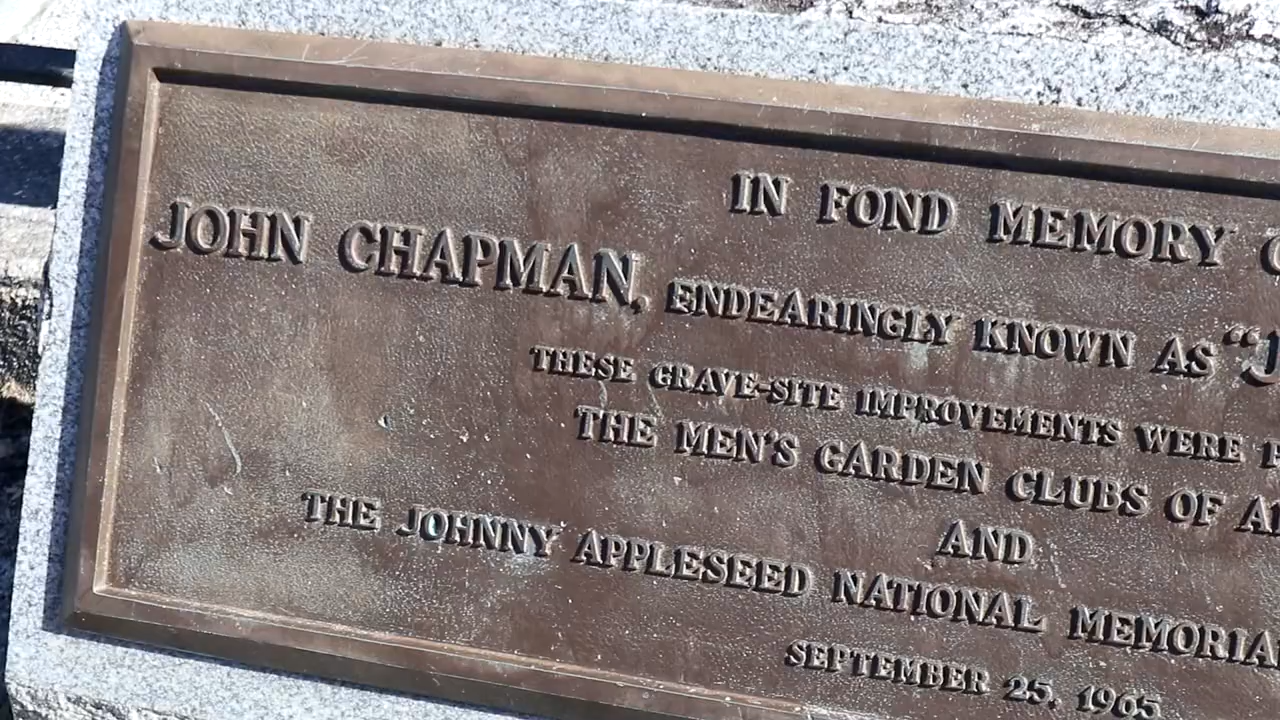 IN FOND MEMORY
JOHN CHAPMAN, ENDEARINGLY KNOWN AS "J
THESE GRAVE-SITE IMPROVEMENTS WERE
THE MEN'S GARDEN CLUBS OF
AND
THE JOHNNY APPLESEED NATIONAL MEMORIA
SEPTEMBER 25, 1965